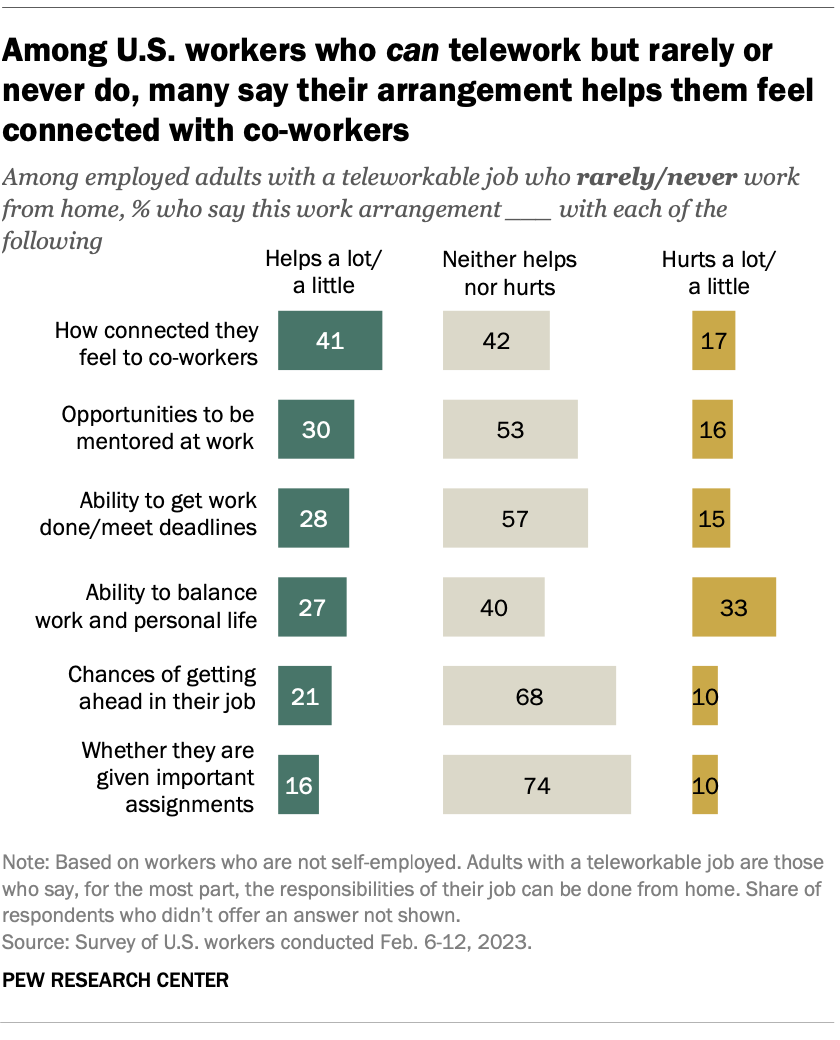 Among U.S. workers who can telework but rarely or
never do, many say their arrangement helps them feel
connected with co-workers
Among employed adults with a teleworkable job who rarely/never work
from home, % who say this work arrangement ___ with each of the
following
Helps a lot/
a little
Neither helps
nor hurts
Hurts a lot/
a little
How connected they
feel to co-workers
41
42
17
Opportunities to be
mentored at work
30
53
16
Ability to get work
done/meet deadlines
28
57
15
Ability to balance
work and personal life
27
40
33
Chances of getting
ahead in their job
21
68
10
Whether they are
given important
assignments
16
74
10
Note: Based on workers who are not self-employed. Adults with a teleworkable job are those
who say, for the most part, the responsibilities of their job can be done from home. Share of
respondents who didn’t offer an answer not shown.
Source: Survey of U.S. workers conducted Feb. 6-12, 2023.
PEW RESEARCH CENTER